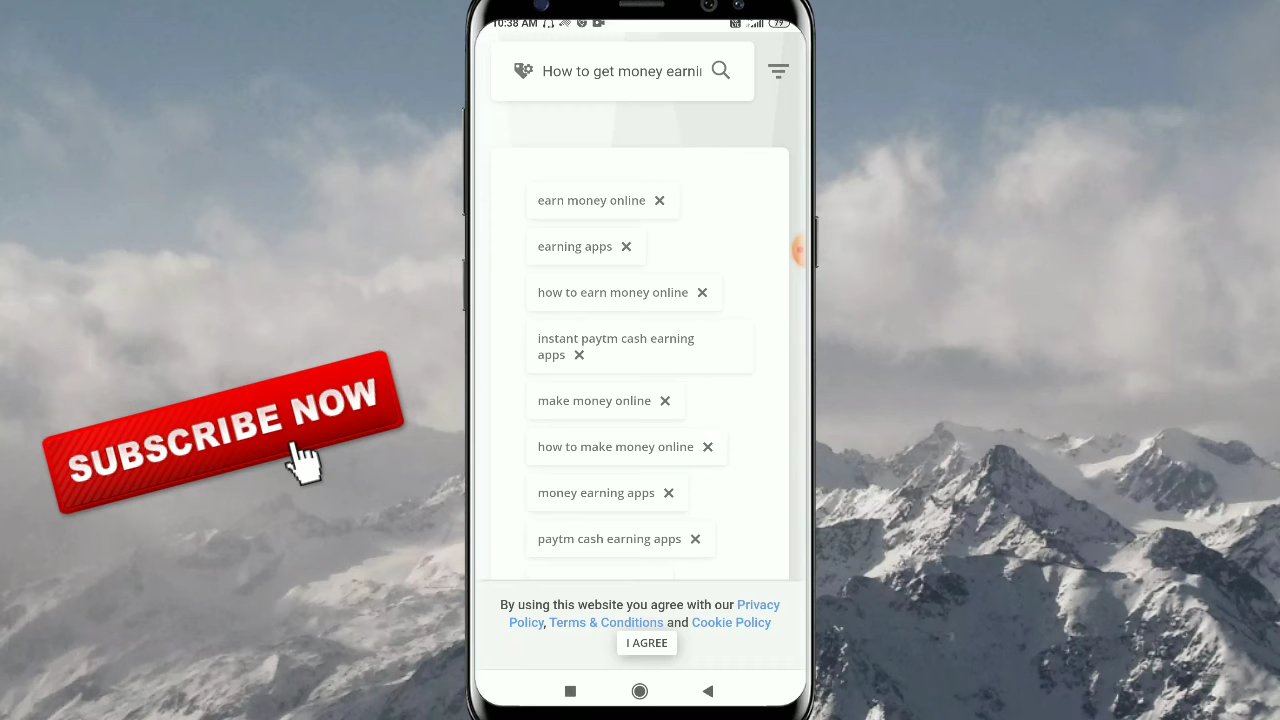 10:38 AM
79
How to get money earni
earn money online
earning apps
how to earn money online
instant paytm cash earning
apps
make money online
how to make money online
money earning apps
paytm cash earning apps
By using this website you agree with our Privacy
Policy, Terms & Conditions and Cookie Policy
I AGREE
SUBSCRIBE NOW